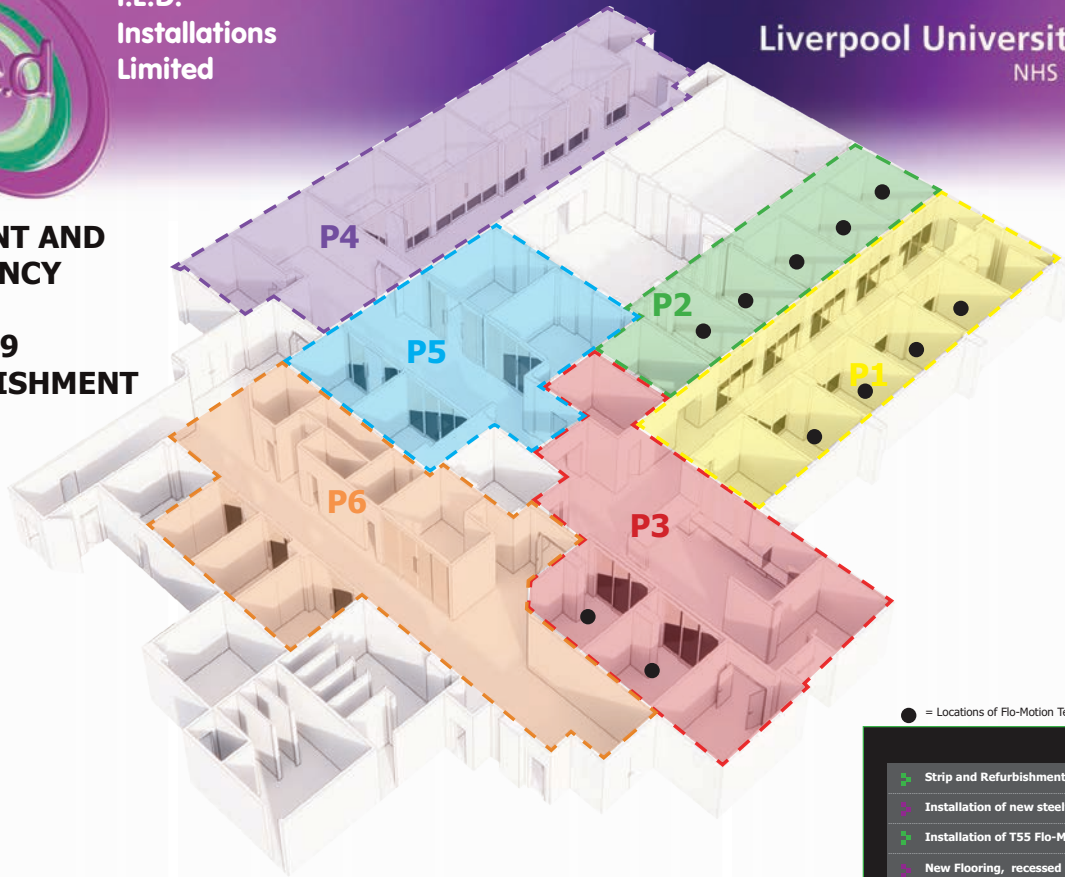 I.E.D.
Installations
Limited
Liverpool Universit
NHS
NT AND
NCY
9
ISHMENT
P4
P2
P5
P1
P6
P3
= Locations of Flo-Motion Te
Strip and Refurbishment
Installation of new steel
Installation of T55 Flo-M
New Flooring, recessed